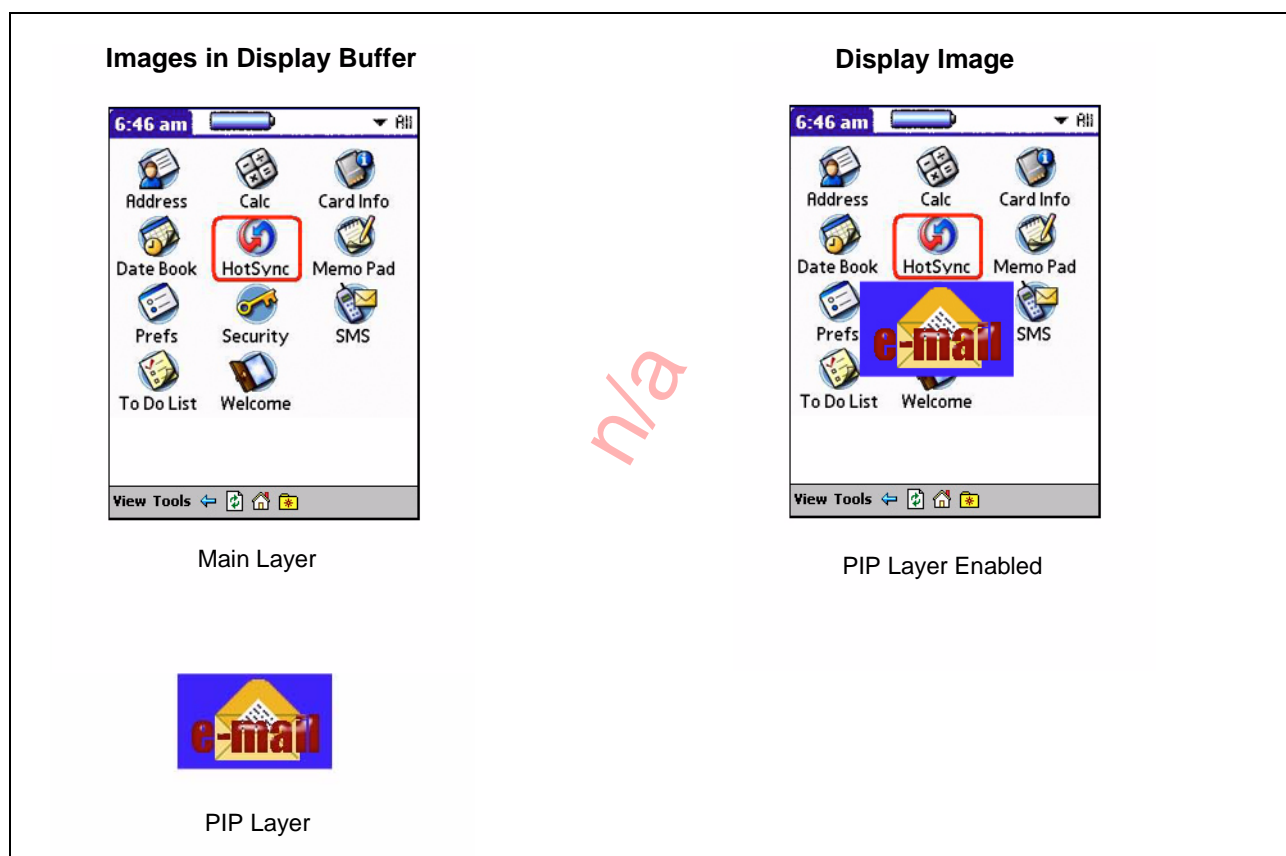 Images in Display Buffer
Display Image
6:46 am
All
Address Calc Card Info
Date Book HotSync Memo Pad
Prefs Security SMS
To Do List Welcome
View Tools
Main Layer
e-mail
PIP Layer
6:46 am
All
Address Calc Card Info
Date Book HotSync Memo Pad
Prefs SMS
e-mail
To Do List Welcome
View Tools
PIP Layer Enabled
n/a